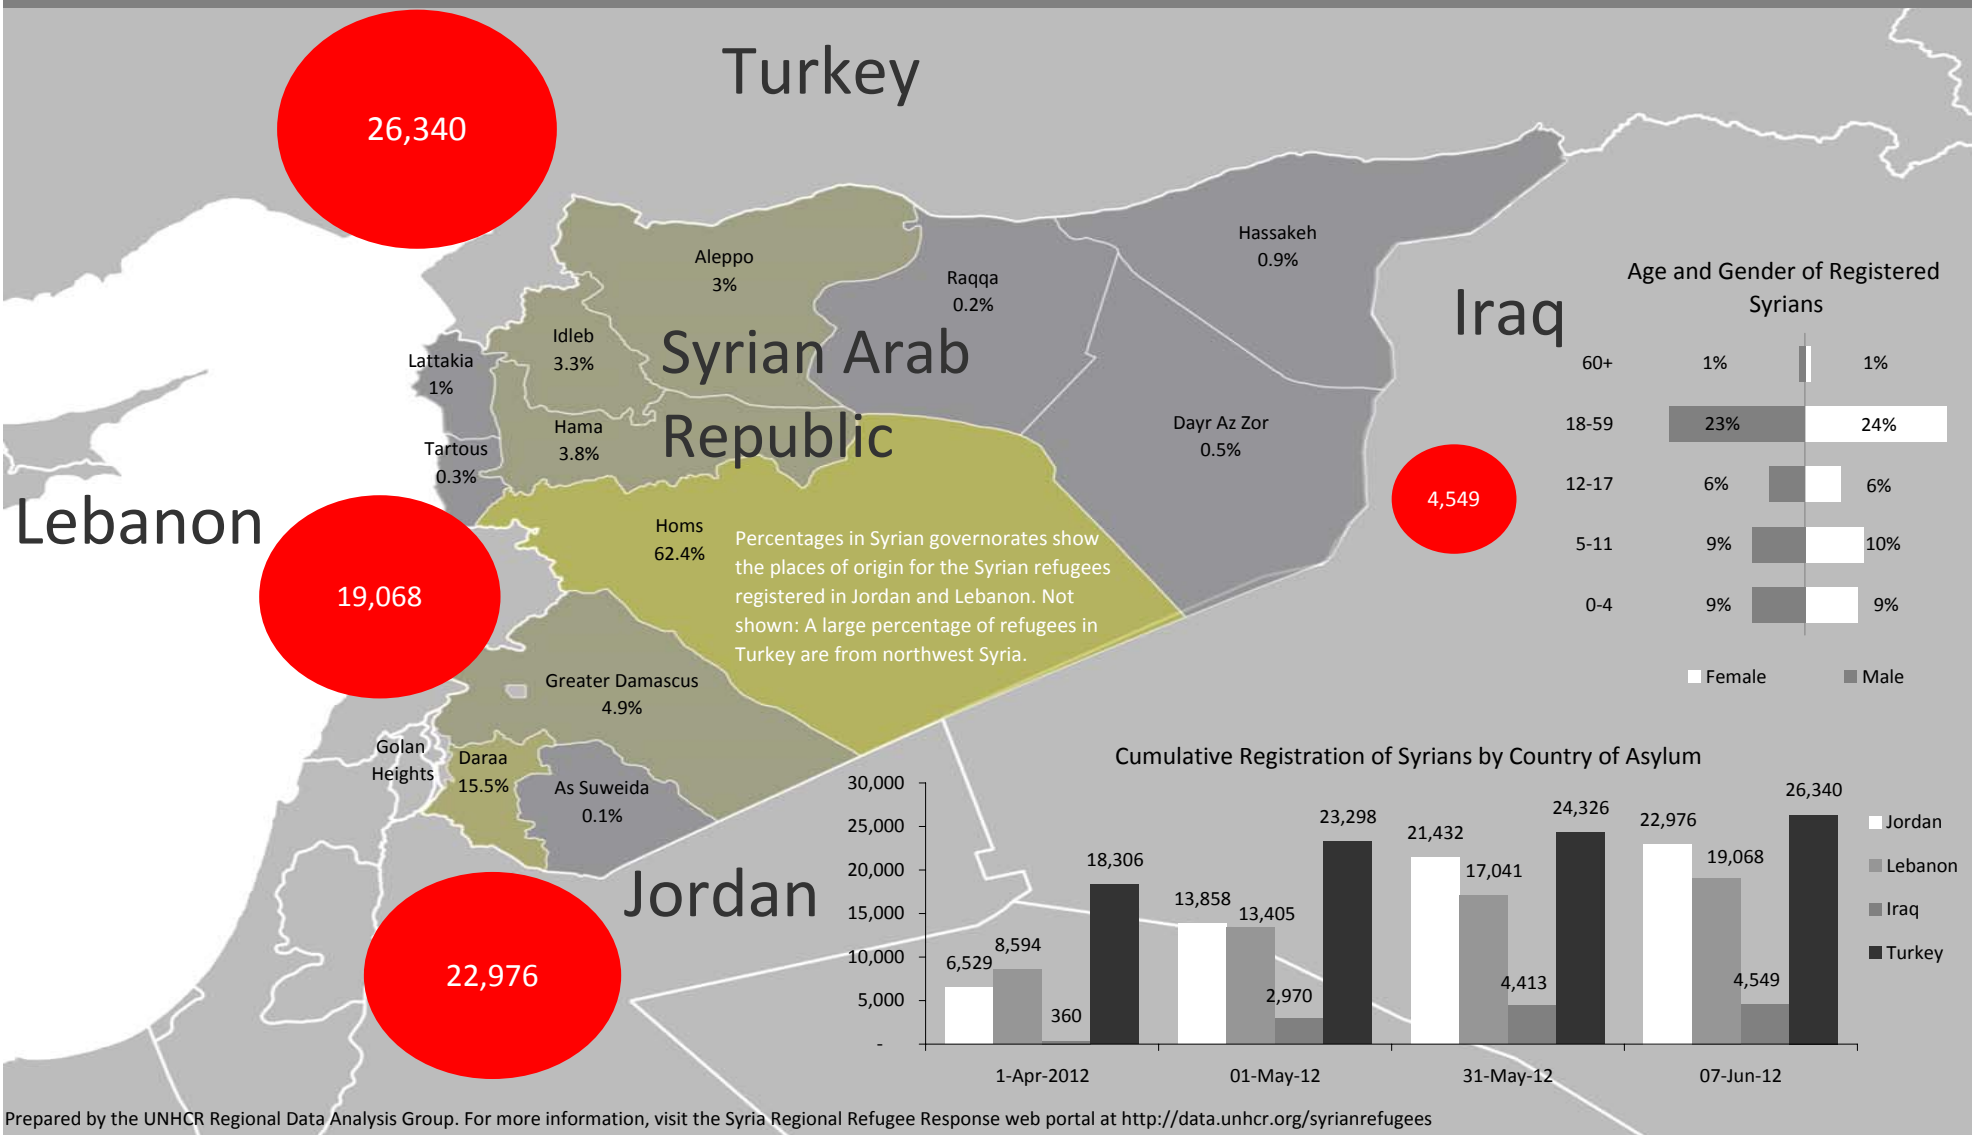 Turkey
26,340
Hassakeh
0.9%
Aleppo
3%
Raqqa
0.2%
Iraq
Idleb
3.3%
Syrian Arab
Republic
Lattakia
1%
Hama
3.8%
Dayr Az Zor
0.5%
Tartous
0.3%
4,549
Lebanon
19,068
Homs
62.4%
Percentages in Syrian governorates show
the places of origin for the Syrian refugees
registered in Jordan and Lebanon. Not
shown: A large percentage of refugees in
Turkey are from northwest Syria.
Greater Damascus
4.9%
Golan
Heights
Daraa
15.5%
As Suweida
0.1%
Jordan
22,976
Age and Gender of Registered
Syrians
60+ 1% 1%
18-59 23% 24%
12-17 6% 6%
5-11 9% 10%
0-4 9% 9%
Female Male
Cumulative Registration of Syrians by Country of Asylum
30,000
25,000
20,000
15,000
10,000
5,000
-
6,529 8,594 360 18,306
13,858 13,405 2,970 23,298
21,432 17,041 4,413 24,326
22,976 19,068 4,549 26,340
1-Apr-2012 01-May-12 31-May-12 07-Jun-12
Jordan
Lebanon
Iraq
Turkey
Prepared by the UNHCR Regional Data Analysis Group. For more information, visit the Syria Regional Refugee Response web portal at http://data.unhcr.org/syrianrefugees